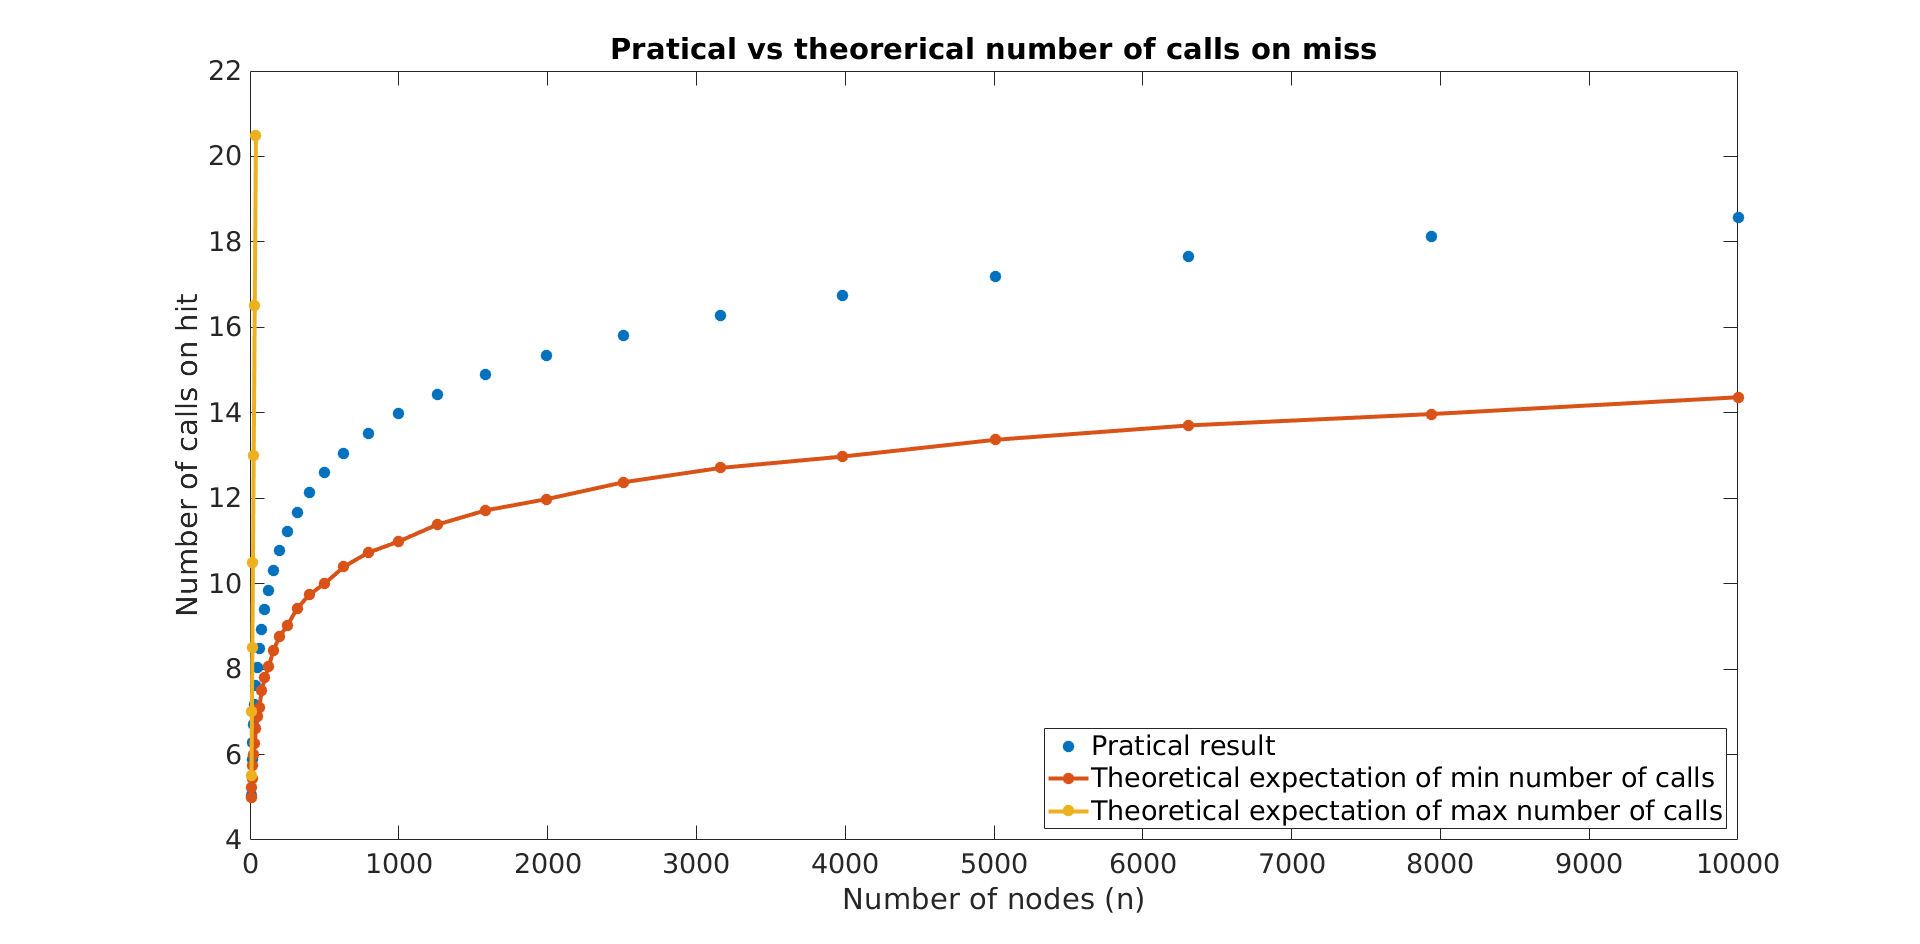 Pratical vs theorerical number of calls on miss
22
20
18
16
14
12
10
8
6
4
Number of calls on hit
Pratical result
Theoretical expectation of min number of calls
Theoretical expectation of max number of calls
0 1000 2000 3000 4000 5000 6000 7000 8000 9000 10000
Number of nodes (n)